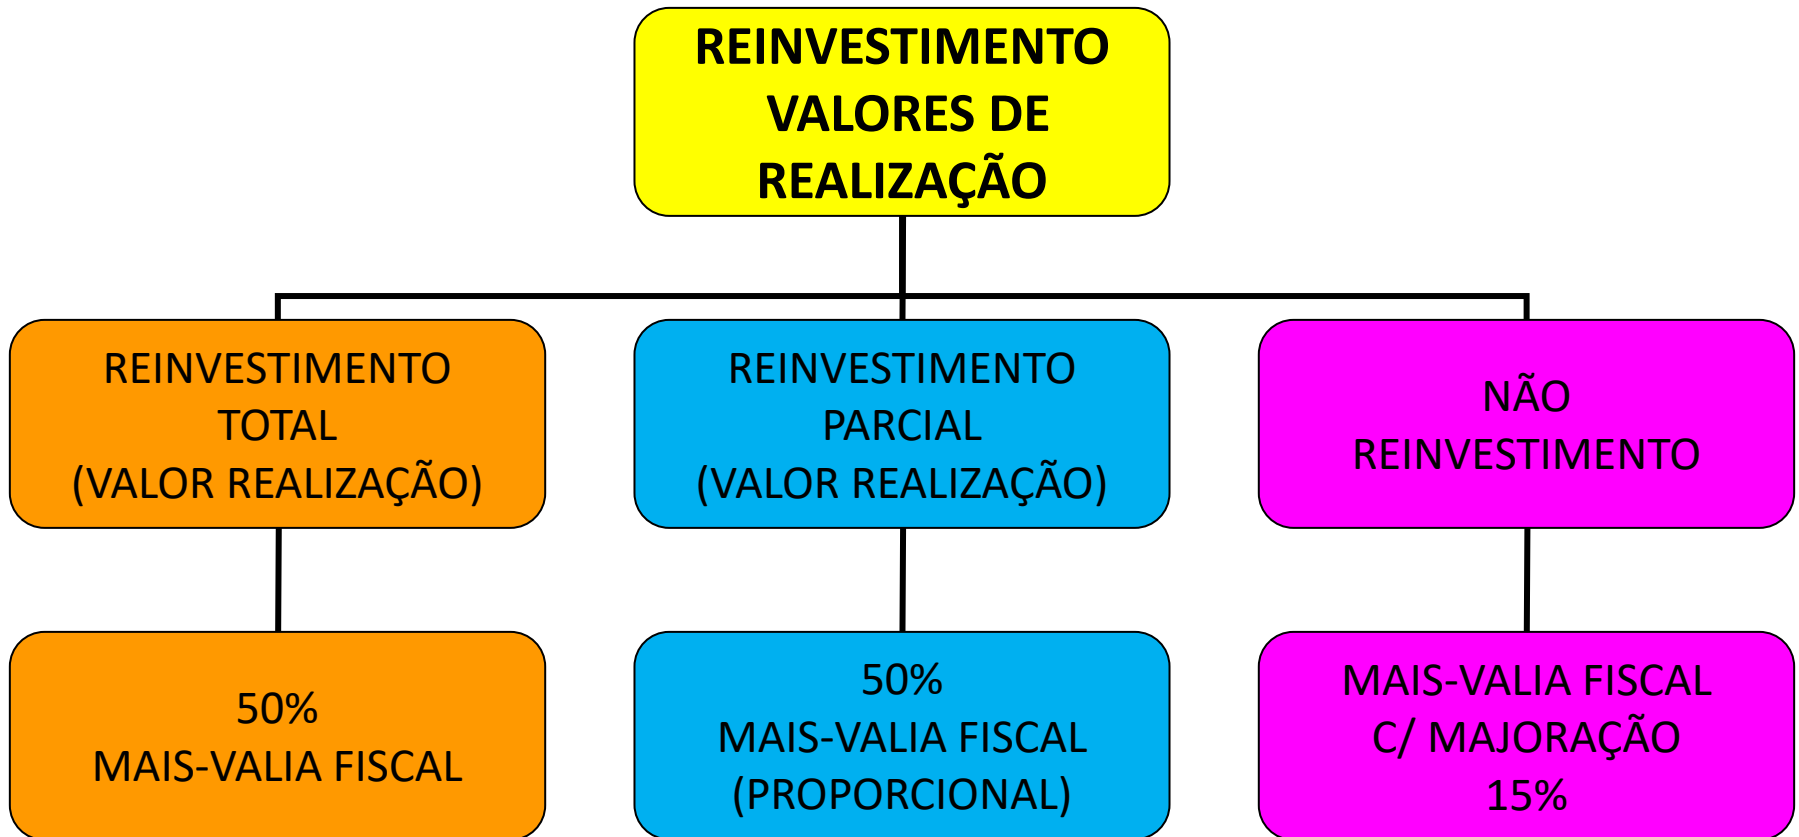 REINVESTIMENTO
VALORES DE
REALIZAÇÃO
REINVESTIMENTO
TOTAL
(VALOR REALIZAÇÃO)
REINVESTIMENTO
PARCIAL
(VALOR REALIZAÇÃO)
NÃO
REINVESTIMENTO
50%
MAIS-VALIA FISCAL
50%
MAIS-VALIA FISCAL
(PROPORCIONAL)
MAIS-VALIA FISCAL
C/ MAJORAÇÃO
15%